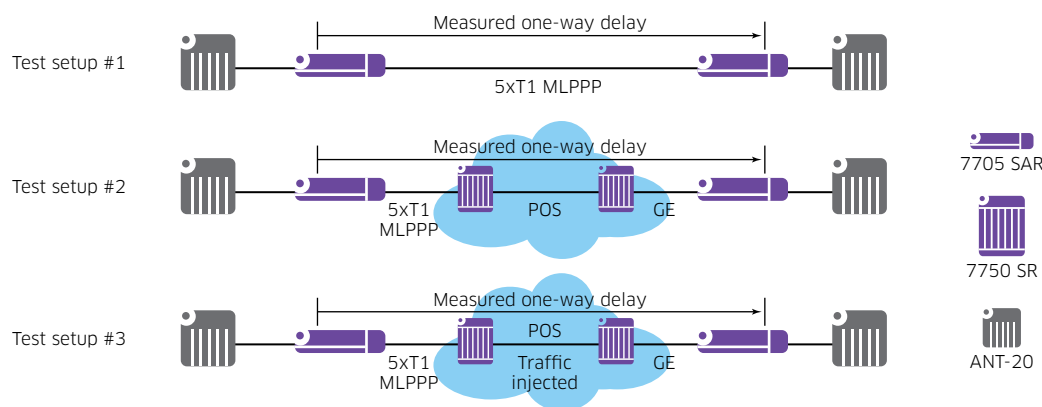 Measured one-way delay
Test setup #1
5xT1 MLPPP
Measured one-way delay
Test setup #2
5xT1
MLPPP
POS
GE
Measured one-way delay
Test setup #3
POS
5xT1
MLPPP
Traffic
injected
GE
7705 SAR
7750 SR
ANT-20